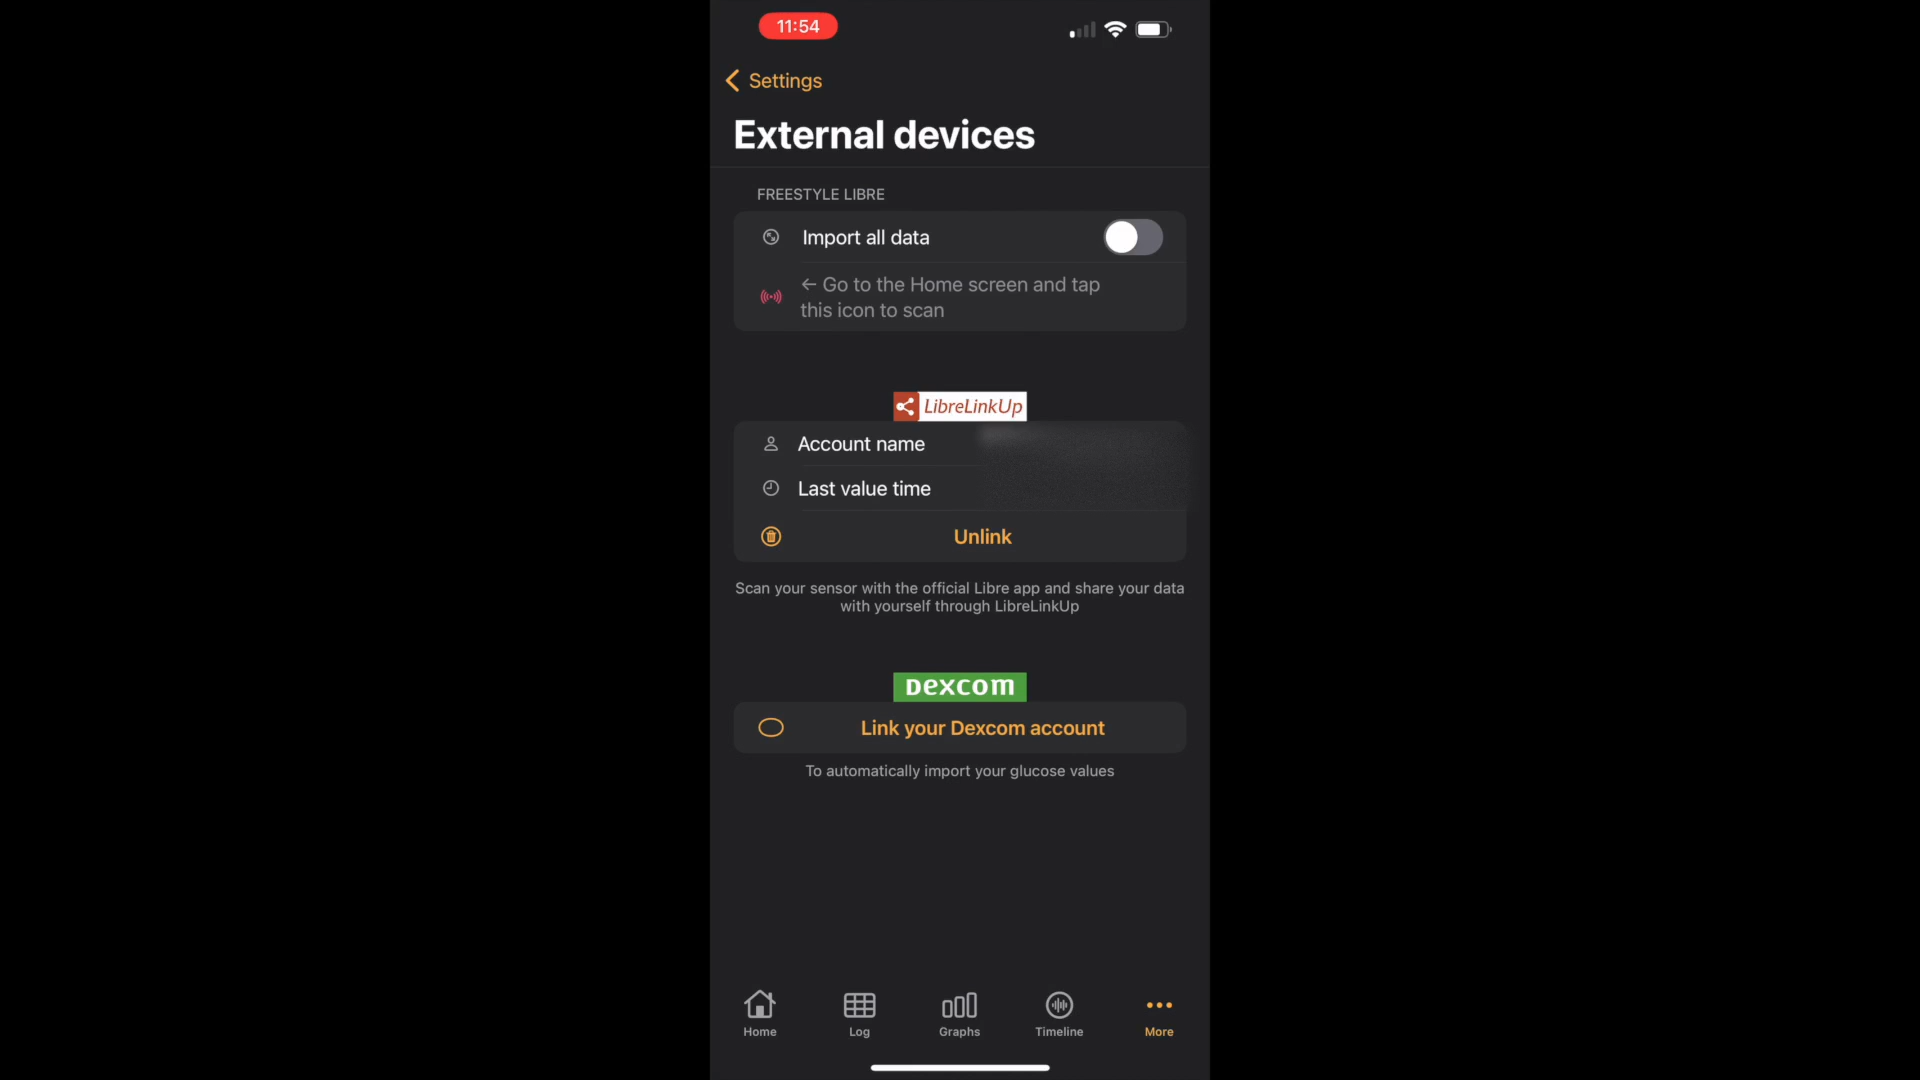 11:54
Settings
External devices
FREESTYLE LIBRE
Import all data
← Go to the Home screen and tap
this icon to scan
LibreLinkUp
Account name
Last value time
Unlink
Scan your sensor with the official Libre app and share your data
with yourself through LibreLinkUp
Dexcom
Link your Dexcom account
To automatically import your glucose values
Home
Log
Graphs
Timeline
More